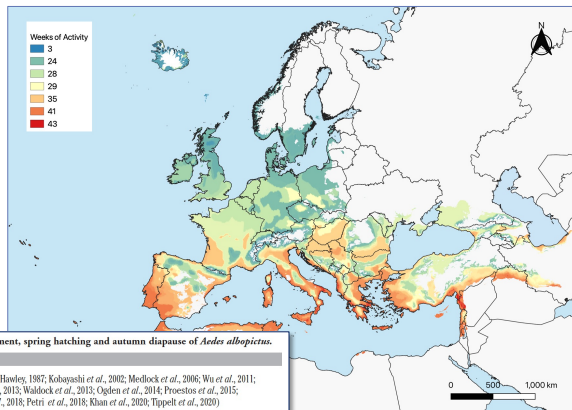 N
Weeks of Activity
3
24
28
29
35
41
43
ment, spring hatching and autumn diapause of Aedes albopictus.
Hawley, 1987; Kobayashi et al., 2002; Medlock et al., 2006; Wu et al., 2011;
, 2013; Waldock et al., 2013; Ogden et al., 2014; Proestos et al., 2015;
, 2018; Petri et al., 2018; Khan et al., 2020; Tippelt et al., 2020)
0 500 1,000 km